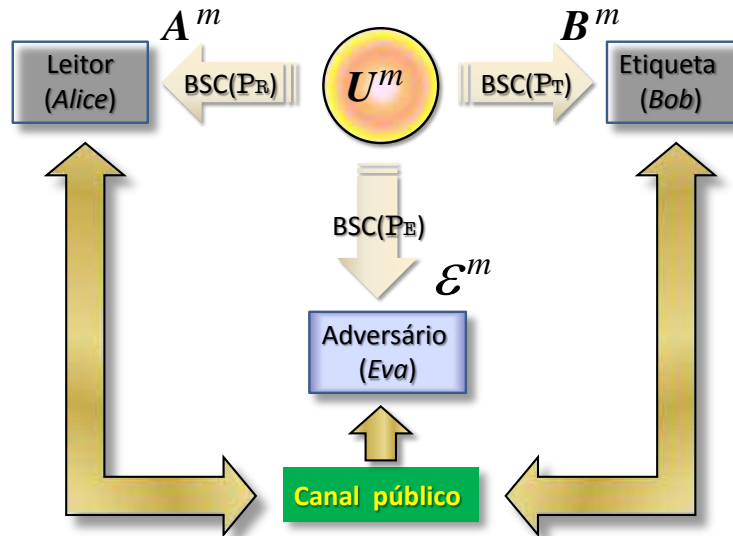 A^m
B^m
Leitor
(Alice)
BSC(PR)
U^m
BSC(PT)
Etiqueta
(Bob)
BSC(PE)
ℰ^m
Adversário
(Eva)
Canal público